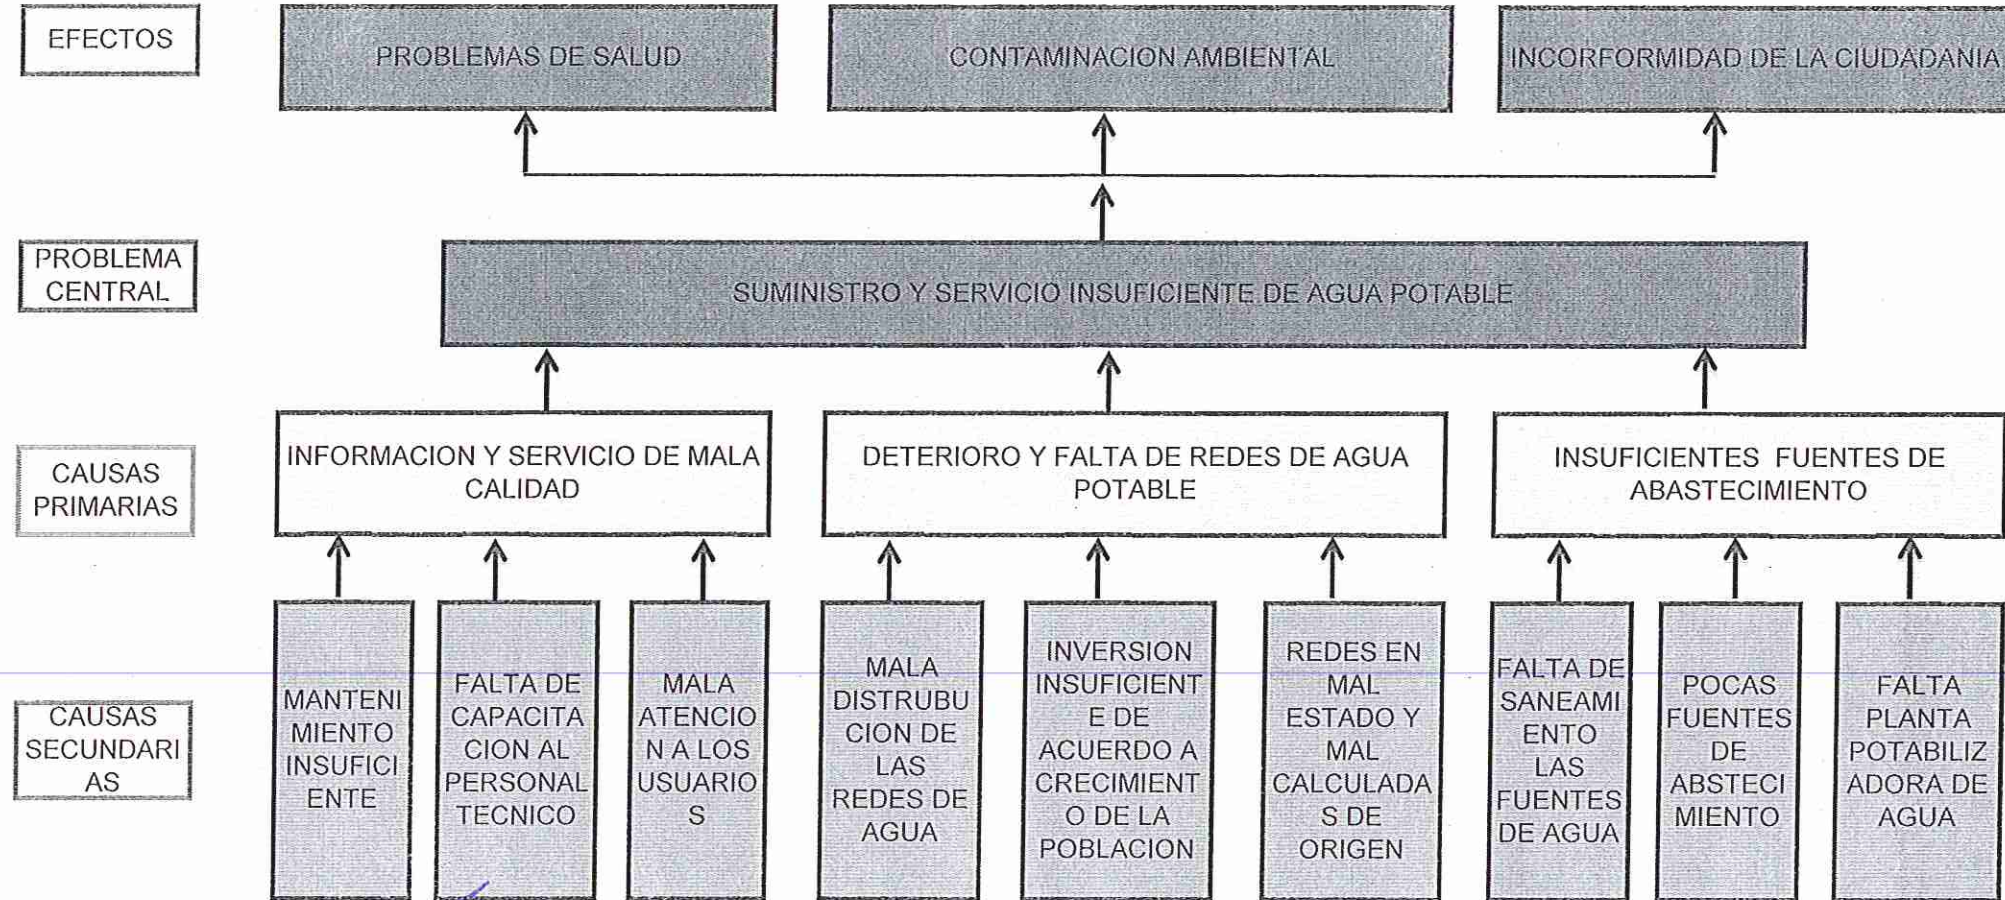 EFECTOS
PROBLEMAS DE SALUD
CONTAMINACION AMBIENTAL
INCORFORMIDAD DE LA CIUDADANIA
PROBLEMA
CENTRAL
SUMINISTRO Y SERVICIO INSUFICIENTE DE AGUA POTABLE
CAUSAS
PRIMARIAS
INFORMACION Y SERVICIO DE MALA
CALIDAD
DETERIORO Y FALTA DE REDES DE AGUA
POTABLE
INSUFICIENTES FUENTES DE
ABASTECIMIENTO
CAUSAS
SECUNDARI
AS
MANTENI
MIENTO
INSUFICI
ENTE
FALTA DE
CAPACITA
CION AL
PERSONAL
TECNICO
MALA
ATENCIO
N A LOS
USUARIO
S
MALA
DISTRUBU
CION DE
LAS
REDES DE
AGUA
INVERSION
INSUFICIENT
E DE
ACUERDO A
CRECIMIENT
O DE LA
POBLACION
REDES EN
MAL
ESTADO Y
MAL
CALCULADA
S DE
ORIGEN
FALTA DE
SANEAMI
ENTO
LAS
FUENTES
DE AGUA
POCAS
FUENTES
DE
ABSTECI
MIENTO
FALTA
PLANTA
POTABILIZ
ADORA DE
AGUA